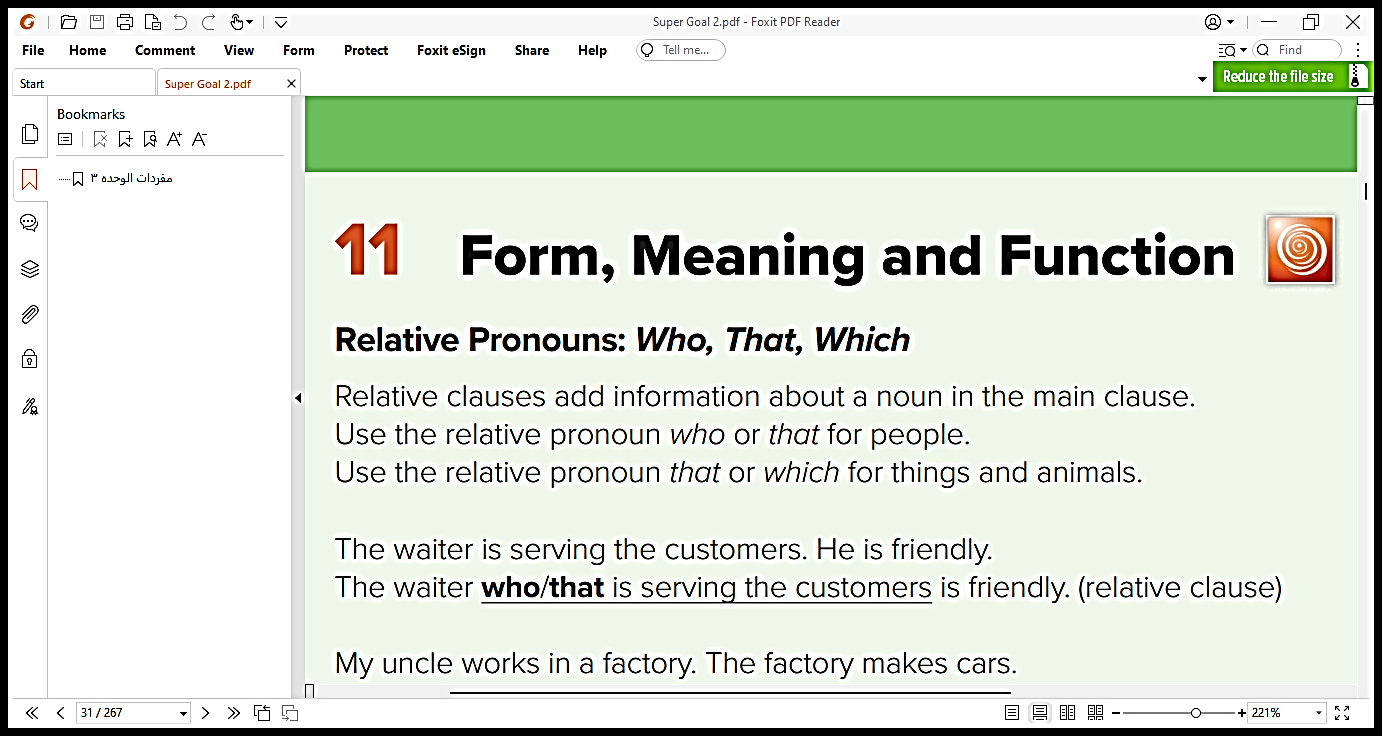 Super Goal 2.pdf - Foxit PDF Reader
File Home Comment View Form Protect Foxit eSign Share Help Tell me... Find
Start Super Goal 2.pdf Reduce the file size
Bookmarks
مفردات الوحده ٣
11 Form, Meaning and Function
Relative Pronouns: Who, That, Which
Relative clauses add information about a noun in the main clause.
Use the relative pronoun who or that for people.
Use the relative pronoun that or which for things and animals.
The waiter is serving the customers. He is friendly.
The waiter who/that is serving the customers is friendly. (relative clause)
My uncle works in a factory. The factory makes cars.
31 / 267 221%